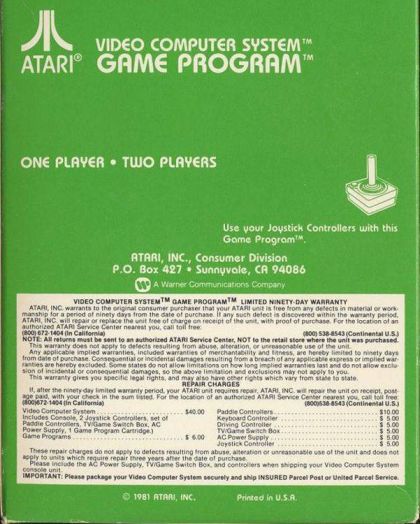 ATARI®
VIDEO COMPUTER SYSTEM™
GAME PROGRAM™
ONE PLAYER • TWO PLAYERS
Use your Joystick Controllers with this
Game Program™.
ATARI, INC., Consumer Division
P.O. Box 427 • Sunnyvale, CA 94086
A Warner Communications Company
VIDEO COMPUTER SYSTEM™ GAME PROGRAM™ LIMITED NINETY-DAY WARRANTY
ATARI, INC. warrants to the original consumer purchaser that your ATARI unit is free from any defects in material or work-
manship for a period of ninety days from the date of purchase. If any such defect is discovered within the warranty period,
ATARI, INC. will repair or replace the unit free of charge on receipt of the unit, with proof of purchase. For the location of an
authorized ATARI Service Center nearest you, call toll free:
(800) 672-1404 (in California) (800) 538-8543 (Continental U.S.)
NOTE: All returns must be sent to an authorized ATARI Service Center, NOT to the retail store where the unit was purchased.
This warranty does not apply to defects resulting from abuse, alteration, or unreasonable use of the unit.
Any applicable implied warranties, included warranties of merchantability and fitness, are hereby limited to ninety days
from date of purchase. Consequential or incidental damages resulting from a breach of any applicable express or implied war-
ranties are hereby excluded. Some states do not allow limitations on how long implied warranties last and do not allow exclu-
sion of incidental or consequential damages, so the above limitation and exclusions may not apply to you.
This warranty gives you specific legal rights, and may also have other rights which vary from state to state.
REPAIR CHARGES
If, after the ninety-day limited warranty period, your ATARI unit requires repair, ATARI, INC. will repair the unit on receipt, post-
age paid, with your check in the sum listed. For the location of an authorized ATARI Service Center nearest you, call toll free:
(800)672-1404 (in California) (800)538-8543 (Continental U.S.)
Video Computer System $40.00
Includes Console, 2 Joystick Controllers, set of
Paddle Controllers, TV/Game Switch Box, AC
Power Supply, 1 Game Program Cartridge.)
Game Programs $ 6.00
Paddle Controllers $10.00
Keyboard Controller $ 5.00
Driving Controller $ 5.00
TV/Game Switch Box $ 5.00
AC Power Supply $ 5.00
Joystick Controller $ 5.00
These repair charges do not apply to defects resulting from abuse, alteration or unreasonable use of the unit and does not
apply to units which require repair three years after the date of purchase.
Please include the AC Power Supply, TV/Game Switch Box, and controllers when shipping your Video Computer System
console unit.
IMPORTANT: Please package your Video Computer System securely and ship INSURED Parcel Post or United Parcel Service.
© 1981 ATARI, INC. Printed in U.S.A.